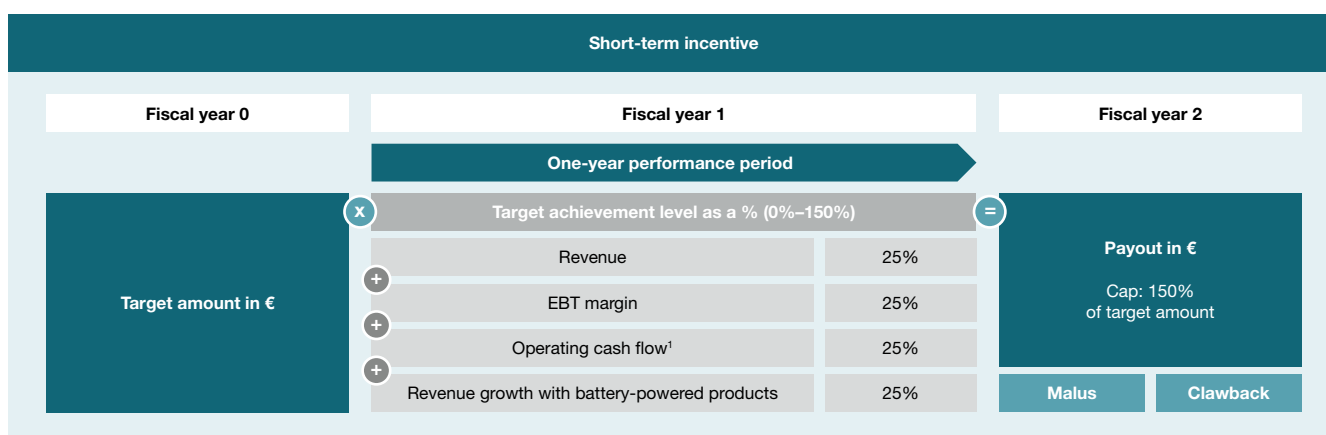 Short-term incentive
Fiscal year 0
Fiscal year 1
Fiscal year 2
One-year performance period
Target amount in €
x
Target achievement level as a % (0%–150%)
=
Revenue 25%
+
EBT margin 25%
+
Operating cash flow¹ 25%
+
Revenue growth with battery-powered products 25%
Payout in €
Cap: 150%
of target amount
Malus
Clawback